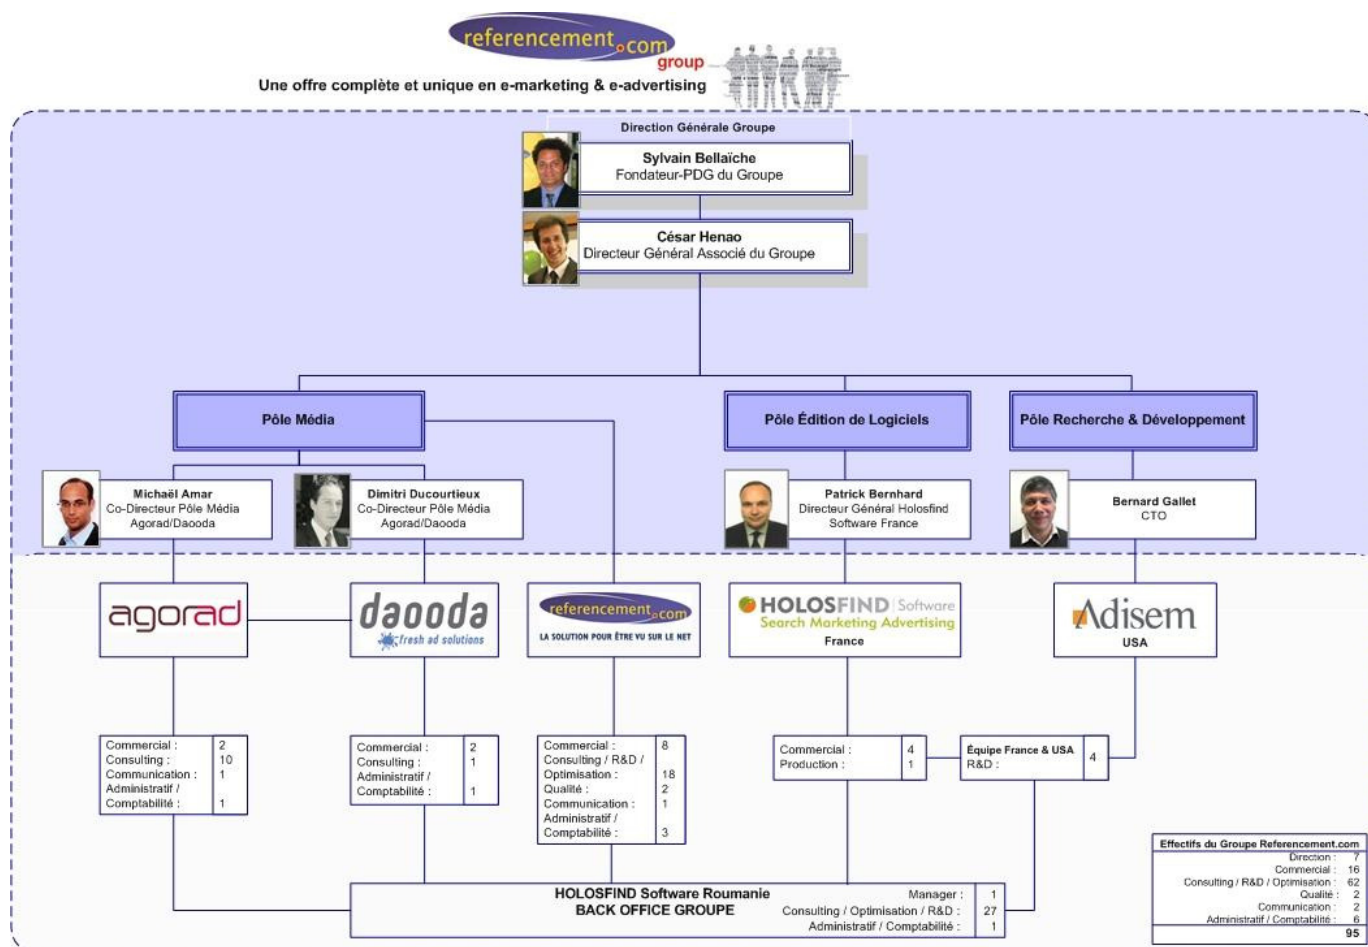 referencement.com
group
Une offre complète et unique en e-marketing & e-advertising
Direction Générale Groupe
Sylvain Bellaïche
Fondateur-PDG du Groupe
César Henao
Directeur Général Associé du Groupe
Pôle Média
Pôle Édition de Logiciels
Pôle Recherche & Développement
Michaël Amar
Co-Directeur Pôle Média
Agorad/Daooda
Dimitri Ducourtieux
Co-Directeur Pôle Média
Agorad/Daooda
Patrick Bernhard
Directeur Général Holosfind
Software France
Bernard Gallet
CTO
agorad
daooda
fresh ad solutions
referencement.com
LA SOLUTION POUR ÊTRE VU SUR LE NET
HOLOSFIND Software
Search Marketing Advertising
France
Adisem
USA
Commercial : 2
Consulting : 10
Communication : 1
Administratif /
Comptabilité : 1
Commercial : 2
Consulting : 1
Administratif /
Comptabilité : 1
Commercial : 8
Consulting / R&D /
Optimisation : 18
Qualité : 2
Communication : 1
Administratif /
Comptabilité : 3
Commercial : 4
Production : 1
Équipe France & USA
R&D : 4
HOLOSFIND Software Roumanie
BACK OFFICE GROUPE
Manager : 1
Consulting / Optimisation / R&D : 27
Administratif / Comptabilité : 1
Effectifs du Groupe Referencement.com
Direction : 7
Commercial : 16
Consulting / R&D / Optimisation : 62
Qualité : 2
Communication : 2
Administratif / Comptabilité : 6
95